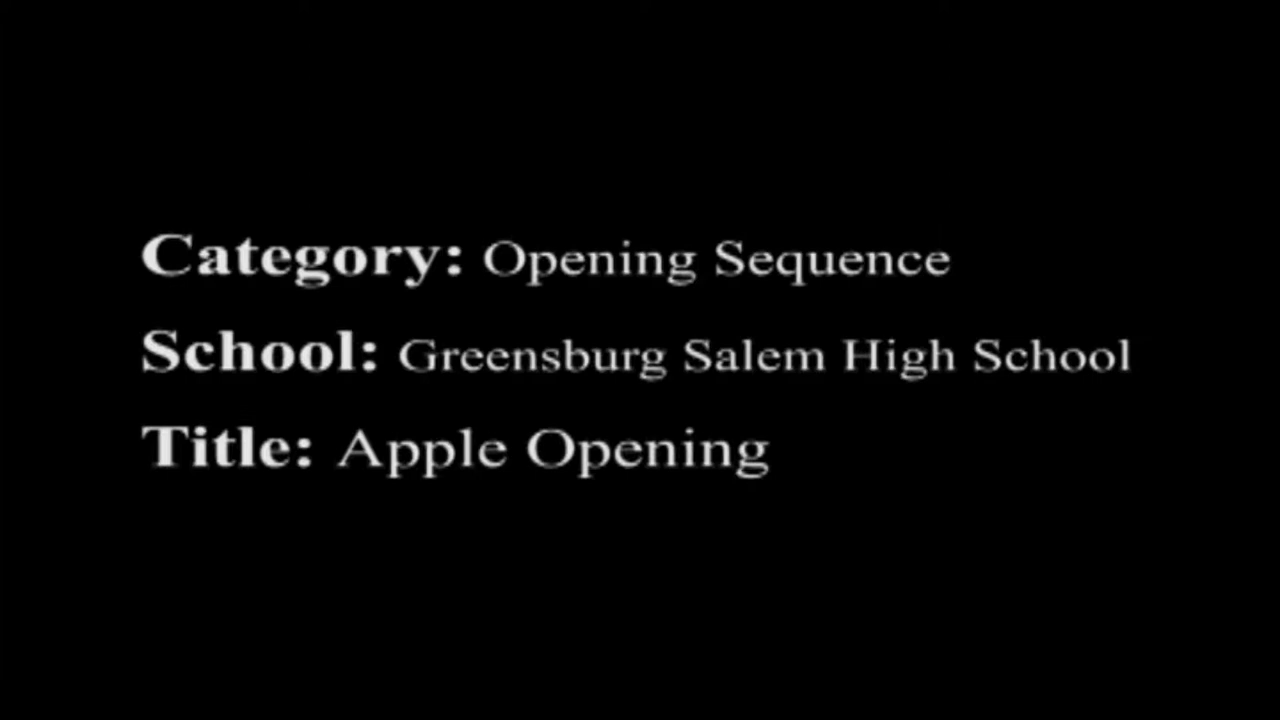 Category: Opening Sequence
School: Greensburg Salem High School
Title: Apple Opening